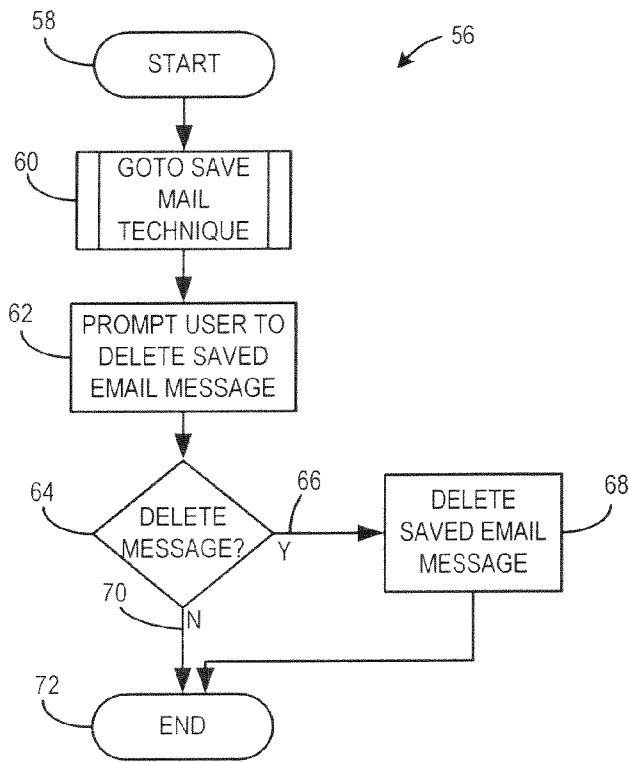 58
START
56
60
GOTO SAVE
MAIL
TECHNIQUE
62
PROMPT USER TO
DELETE SAVED
EMAIL MESSAGE
64
DELETE
MESSAGE?
66
Y
68
DELETE
SAVED EMAIL
MESSAGE
70
N
72
END